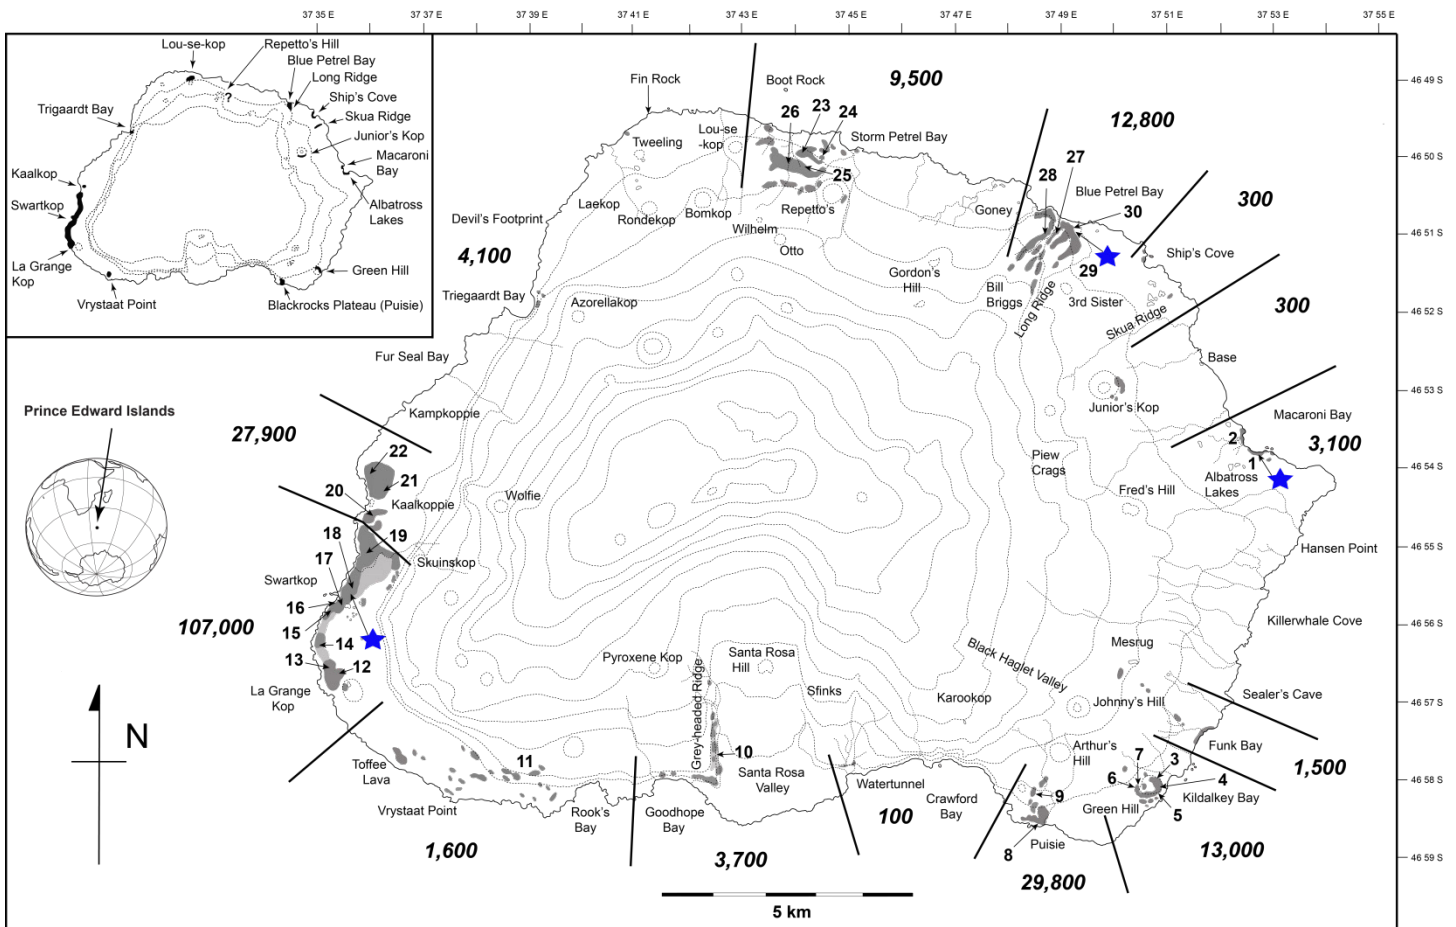 37 35 E
37 37 E
37 39 E
37 41 E
37 43 E
37 45 E
37 47 E
37 49 E
37 51 E
37 53 E
37 55 E
Lou-se-kop
Repetto's Hill
Blue Petrel Bay
Long Ridge
Ship's Cove
Skua Ridge
Junior's Kop
Macaroni
Bay
Albatross
Lakes
Green Hill
Blackrocks Plateau (Puisie)
Vrystaat Point
La Grange
Kop
Swartkop
Kaalkop
Trigaardt Bay
?
46 49 S
46 50 S
46 51 S
46 52 S
46 53 S
46 54 S
46 55 S
46 56 S
46 57 S
46 58 S
46 59 S
Fin Rock
Boot Rock
9,500
26
23
24
Tweeling
Lou-se
-kop
Storm Petrel Bay
25
12,800
27
28
Blue Petrel Bay
30
300
Laekop
Rondekop
Bomkop
Repetto's
Wilhelm
Otto
Goney
Devil's Footprint
4,100
Gordon's
Hill
Bill
Briggs
Long Ridge
29
3rd Sister
Ship's Cove
Skua Ridge
300
Triegaardt Bay
Azorellakop
Fur Seal Bay
Base
Junior's Kop
Kampkoppie
Macaroni Bay
3,100
2
1
Albatross
Lakes
Prince Edward Islands
27,900
22
21
20
Kaalkoppie
Wolfie
Piew
Crags
Fred's Hill
19
18
Skuinskop
17
Swartkop
16
15
14
13
12
107,000
La Grange
Kop
Hansen Point
Killerwhale Cove
Mesrug
Pyroxene Kop
Santa Rosa
Hill
Grey-headed Ridge
Sfinks
Black Haglet Valley
Karookop
Johnny's Hill
Sealer's Cave
N
Toffee
Lava
11
10
Vrystaat Point
Rook's
Bay
Goodhope
Bay
Santa Rosa
Valley
Watertunnel
Crawford
Bay
Arthur's
Hill
7
3
6
4
5
9
8
Green Hill
Kildalkey Bay
Funk Bay
1,500
Puisie
1,600
3,700
100
29,800
13,000
5 km